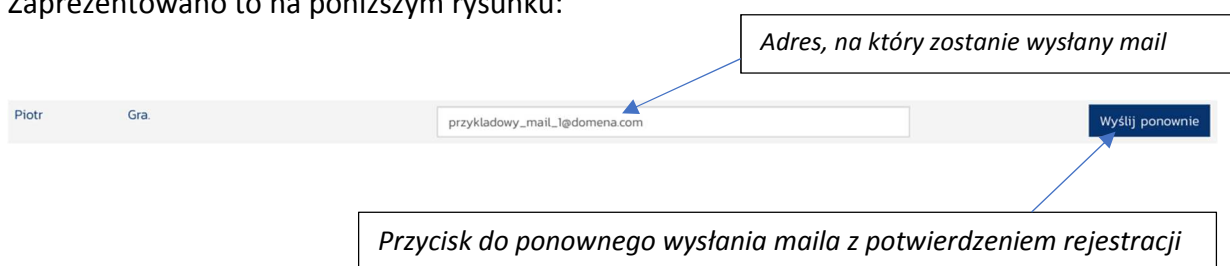 Zaprezentowano to na poniższym rysunku:
Adres, na który zostanie wysłany mail
Piotr Gra. przykladowy_mail_1@domena.com Wyślij ponownie
Przycisk do ponownego wysłania maila z potwierdzeniem rejestracji